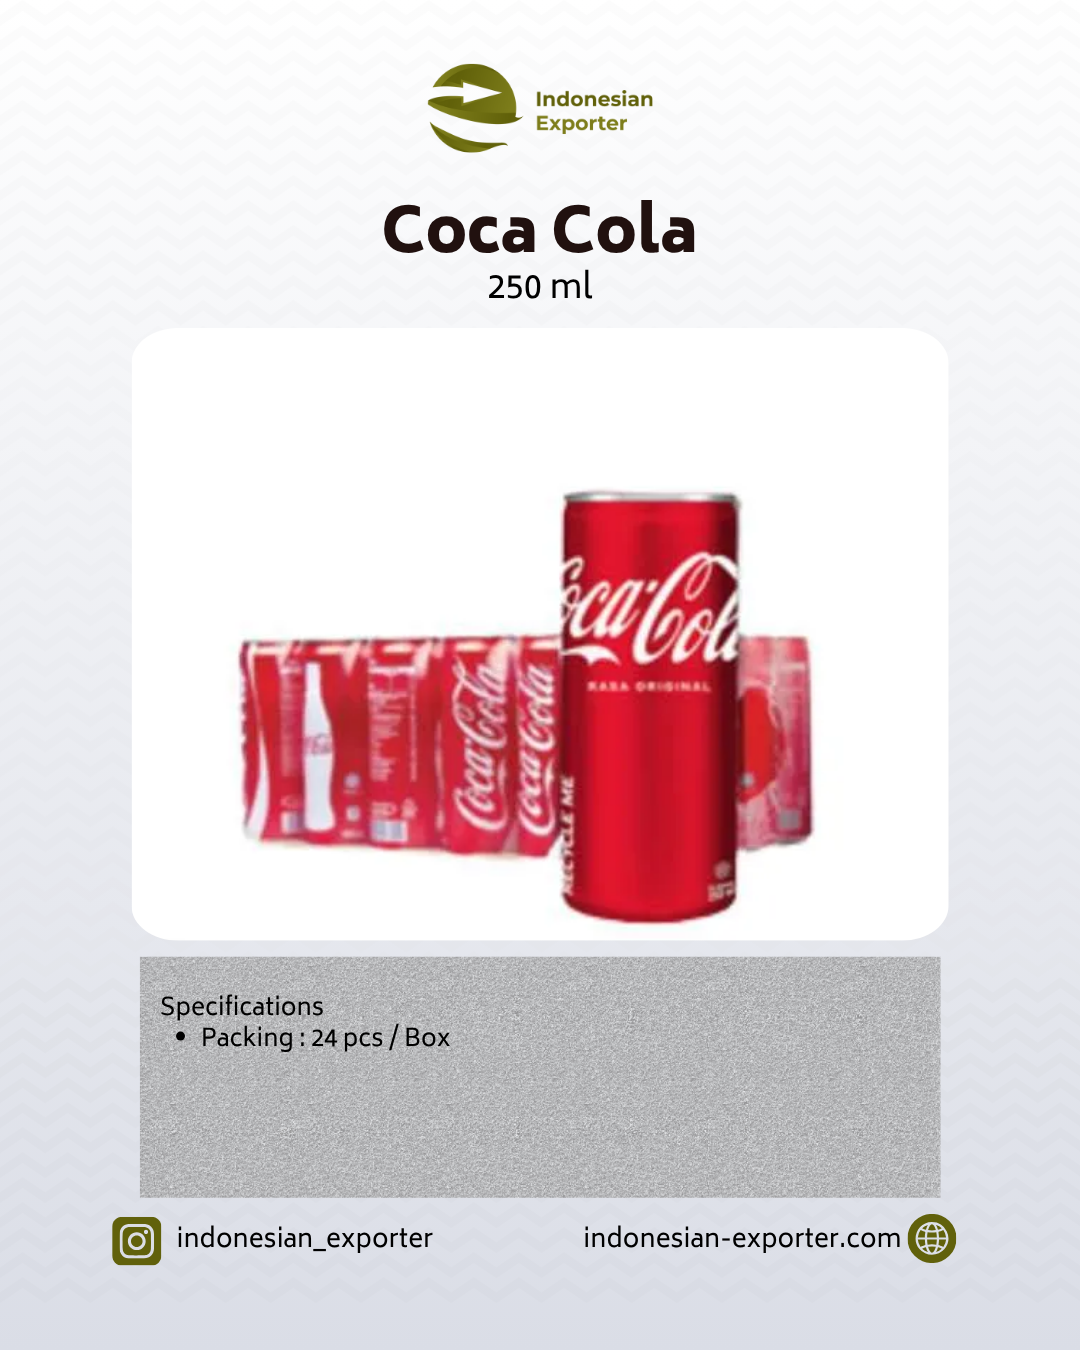 Indonesian
Exporter
Coca Cola
250 ml
Coca-Cola
RASA ORIGINAL
RECYCLE ME
Coca-Cola
Coca-Cola
Specifications
• Packing : 24 pcs / Box
indonesian_exporter
indonesian-exporter.com